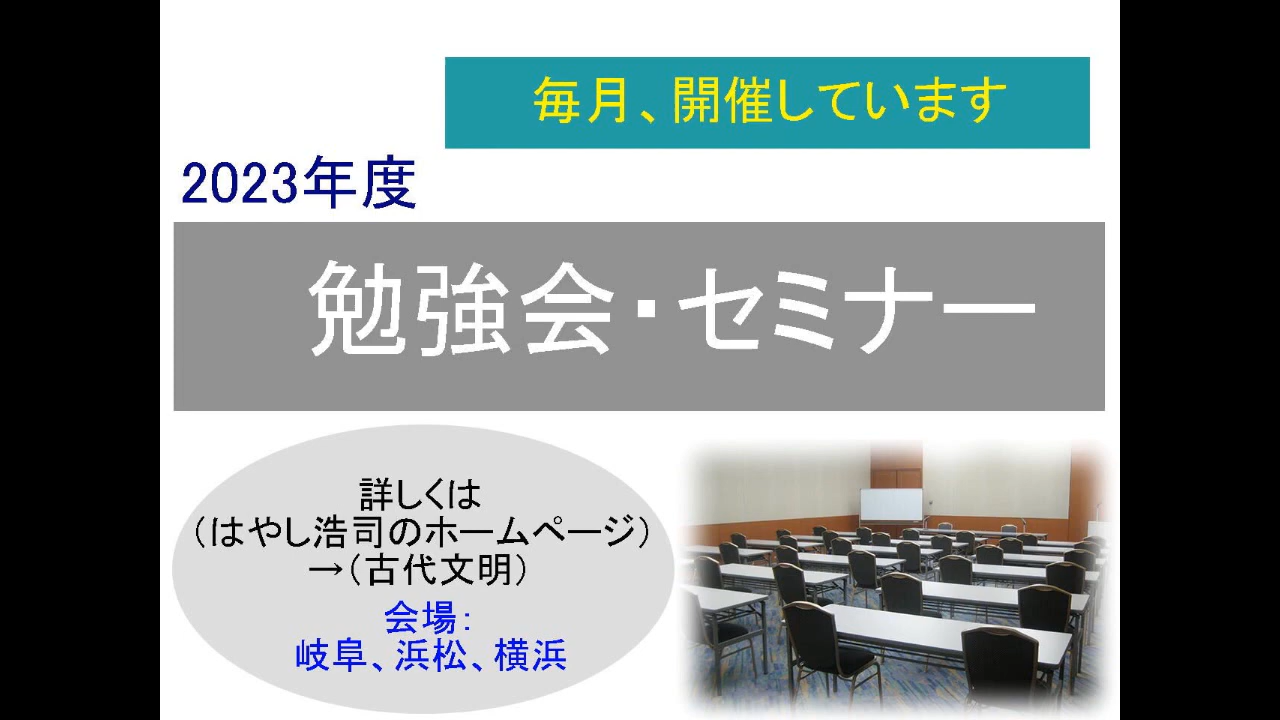 毎月、開催しています
2023年度
勉強会・セミナー
詳しくは
（はやし浩司のホームページ）
→（古代文明）
会場：
岐阜、浜松、横浜